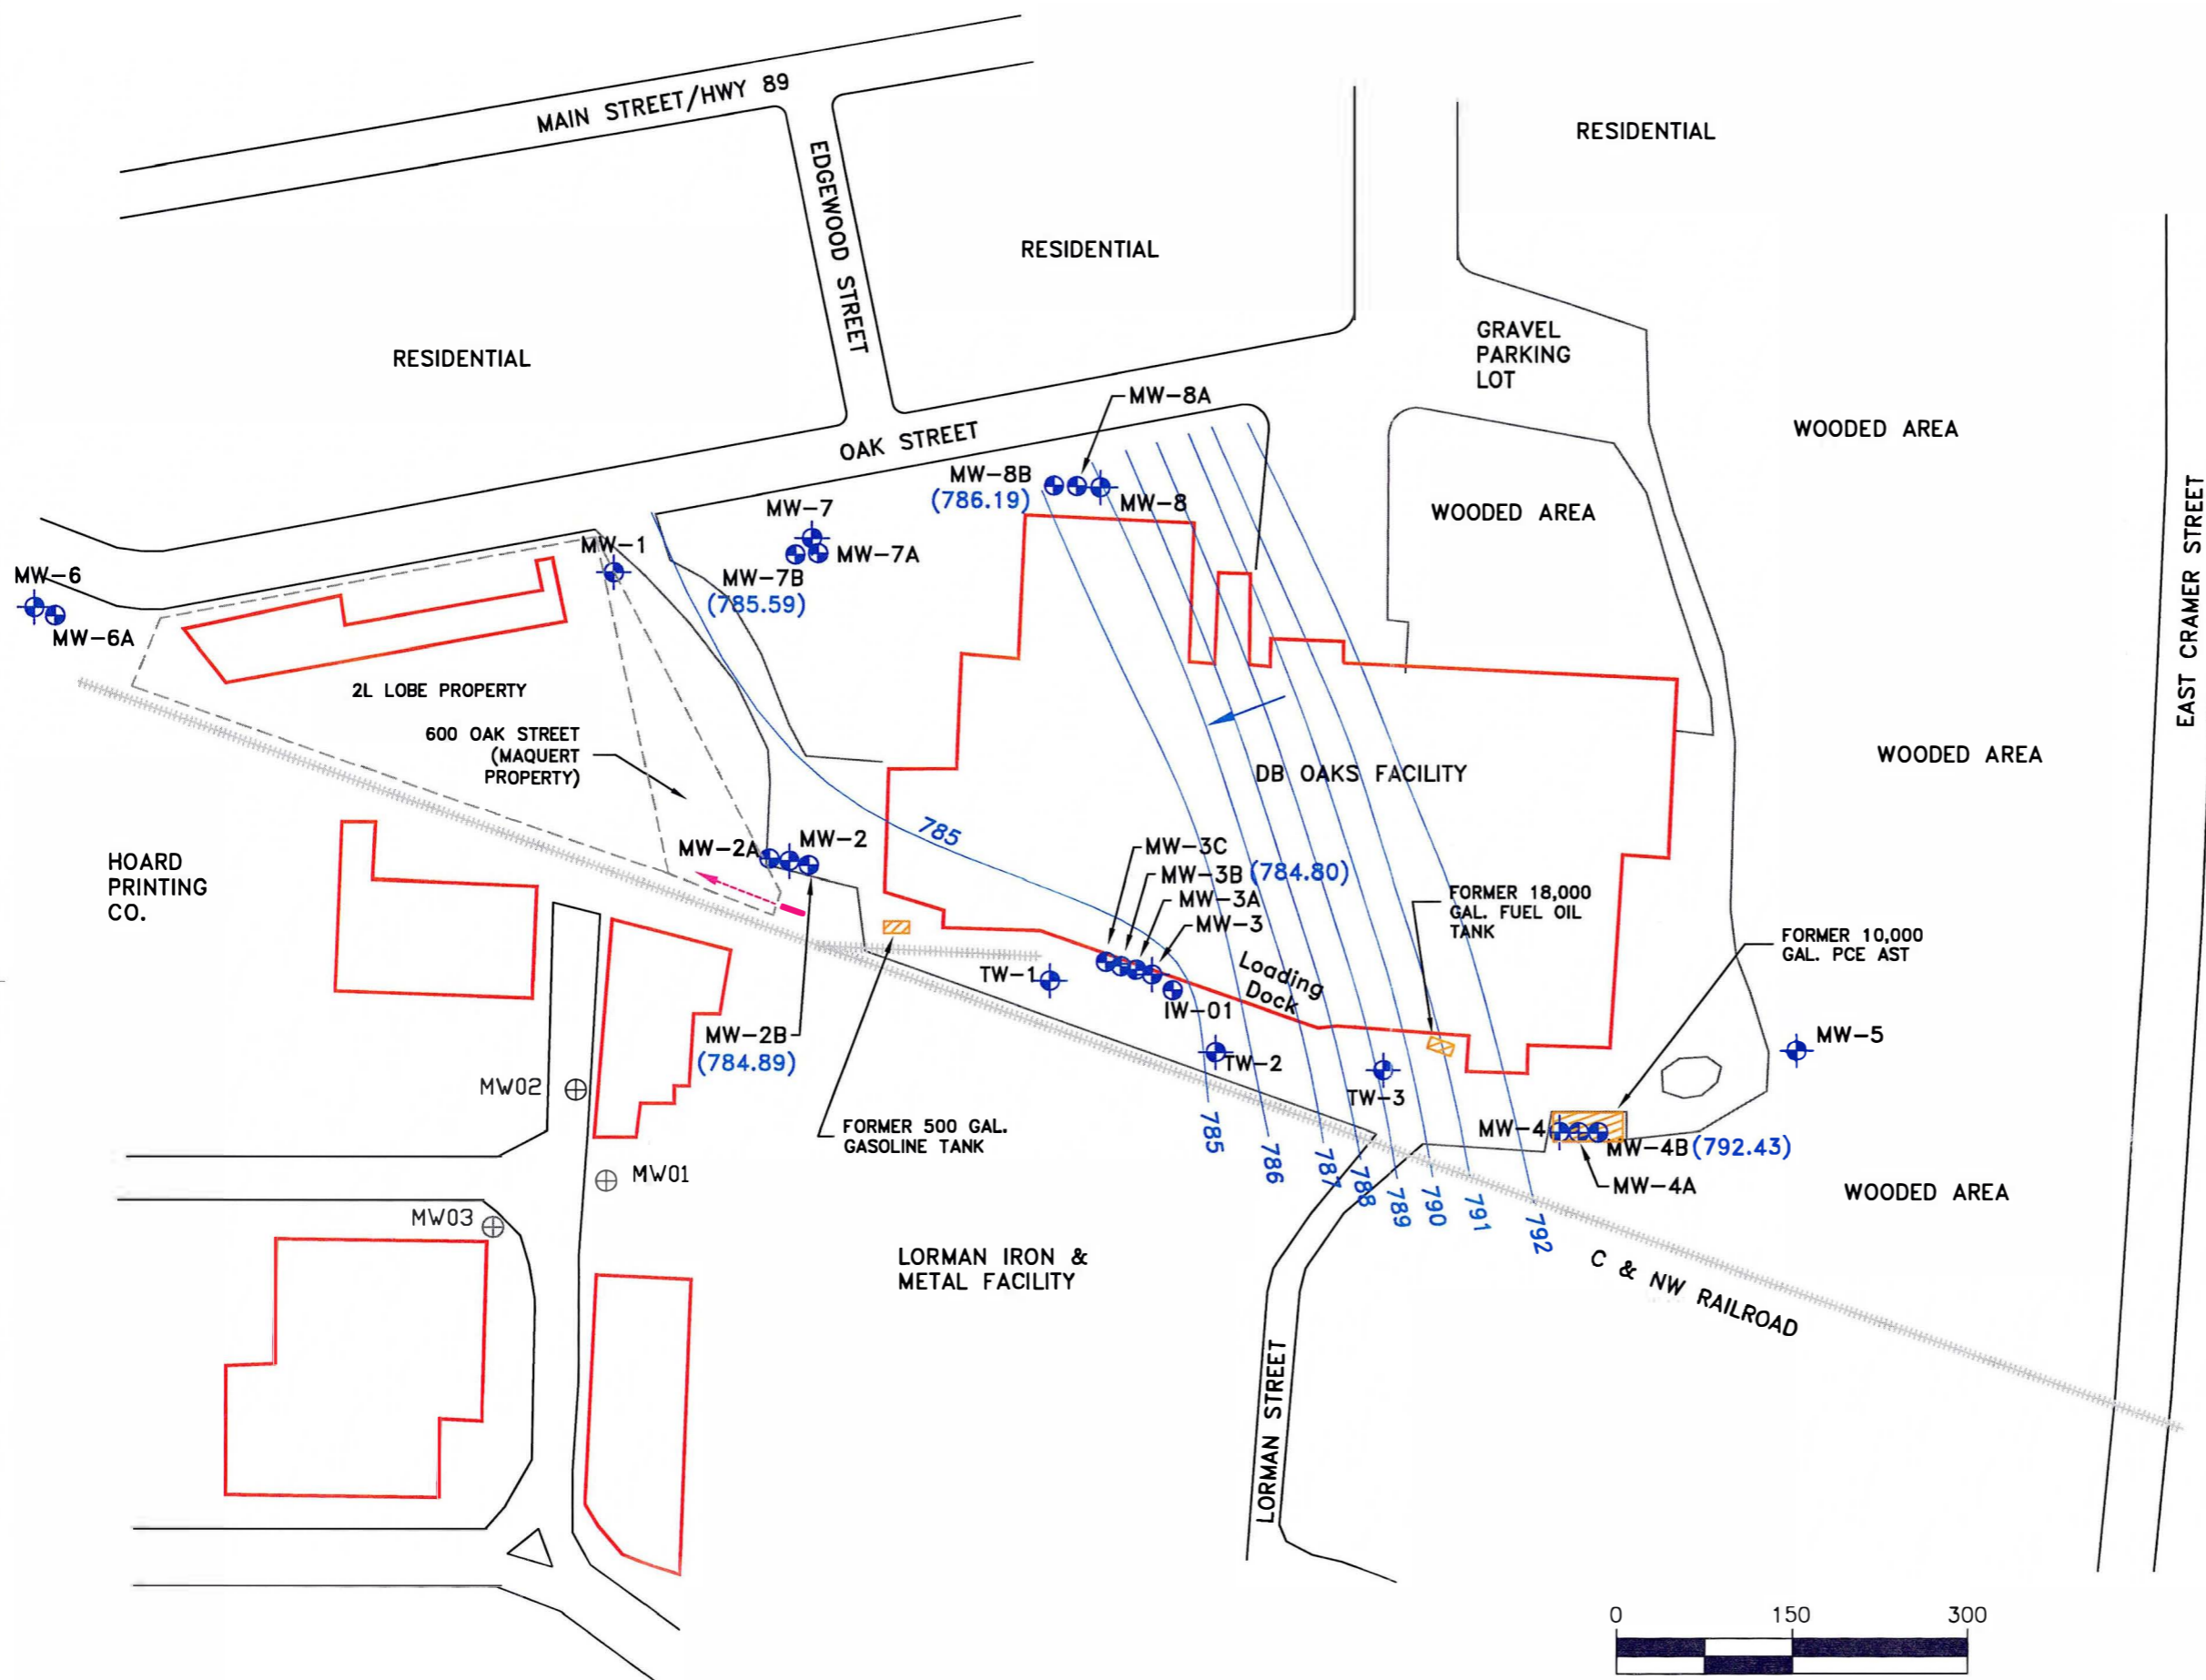 MAIN STREET/HWY 89
EDGEWOOD STREET
RESIDENTIAL
RESIDENTIAL
RESIDENTIAL
GRAVEL
PARKING
LOT
WOODED AREA
WOODED AREA
WOODED AREA
WOODED AREA
EAST CRAMER STREET
OAK STREET
MW-8A
MW-8B
(786.19)
MW-8
MW-7
MW-7A
MW-7B
(785.59)
MW-1
MW-6
MW-6A
2L LOBE PROPERTY
600 OAK STREET
(MAQUERT
PROPERTY)
DB OAKS FACILITY
785
MW-2A
MW-2
HOARD
PRINTING
CO.
MW-3C
MW-3B (784.80)
MW-3A
MW-3
FORMER 18,000
GAL. FUEL OIL
TANK
FORMER 10,000
GAL. PCE AST
Loading
Dock
TW-1
IW-01
MW-2B
(784.89)
TW-2
TW-3
MW-5
MW-4
MW-4B (792.43)
MW-4A
MW02
MW01
MW03
FORMER 500 GAL.
GASOLINE TANK
785
786
787
788
789
790
791
792
LORMAN IRON &
METAL FACILITY
C & NW RAILROAD
LORMAN STREET
0 150 300